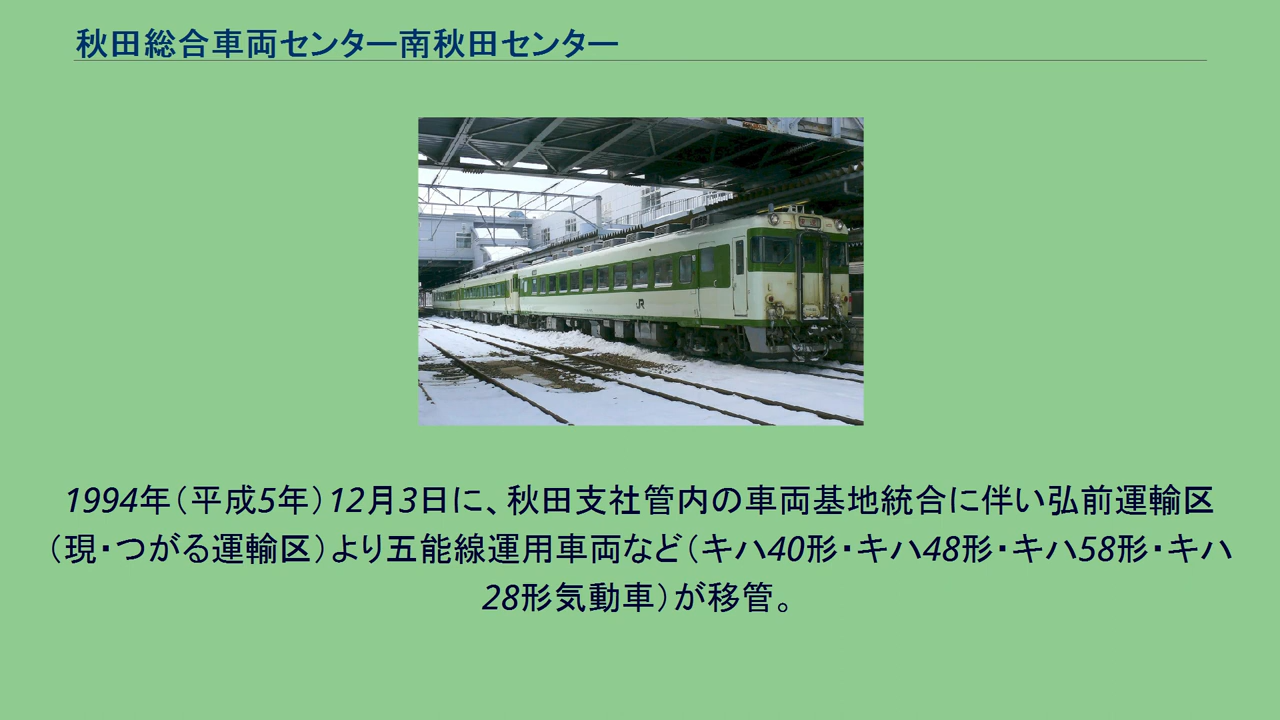 秋田総合車両センター南秋田センター
JR
1994年（平成5年）12月3日に、秋田支社管内の車両基地統合に伴い弘前運輸区
（現・つがる運輸区）より五能線運用車両など（キハ40形・キハ48形・キハ58形・キハ
28形気動車）が移管。